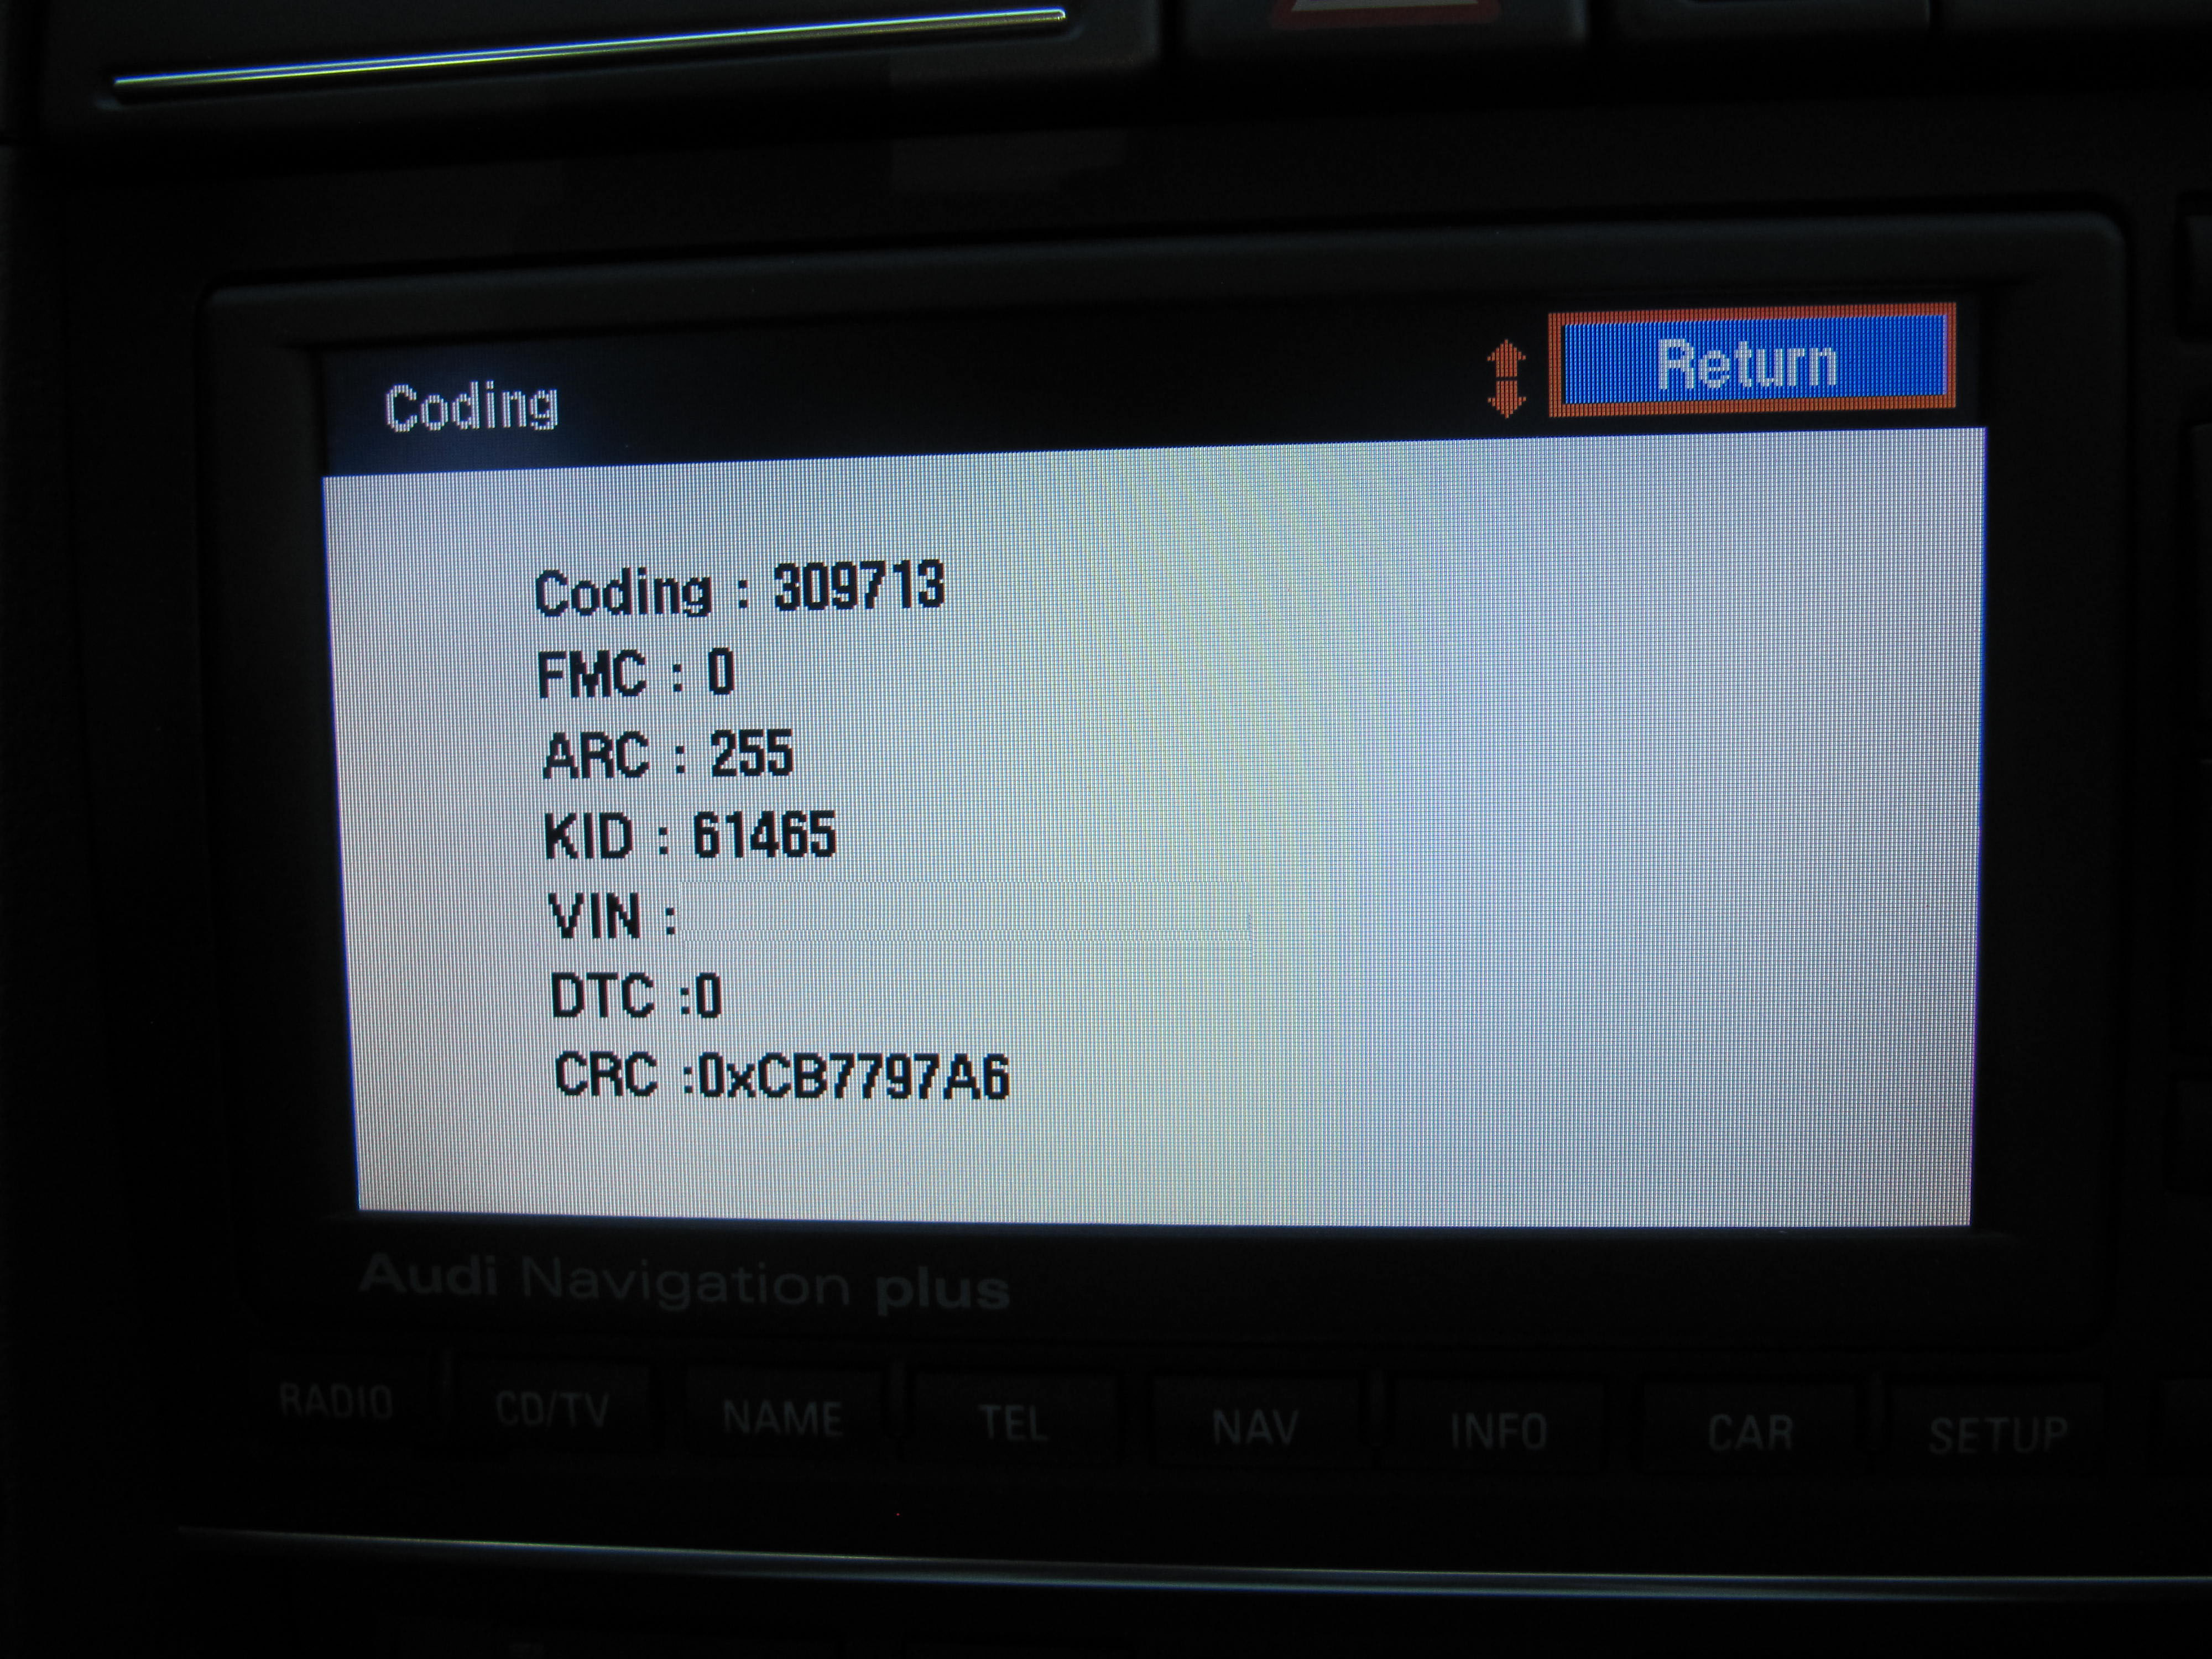 Coding
Return
Coding : 309713
FMC : 0
ARC : 255
KID : 61465
VIN :
DTC :0
CRC :0xCB7797A6
Audi Navigation plus
RADIO
CD/TV
NAME
TEL
NAV
INFO
CAR
SETUP